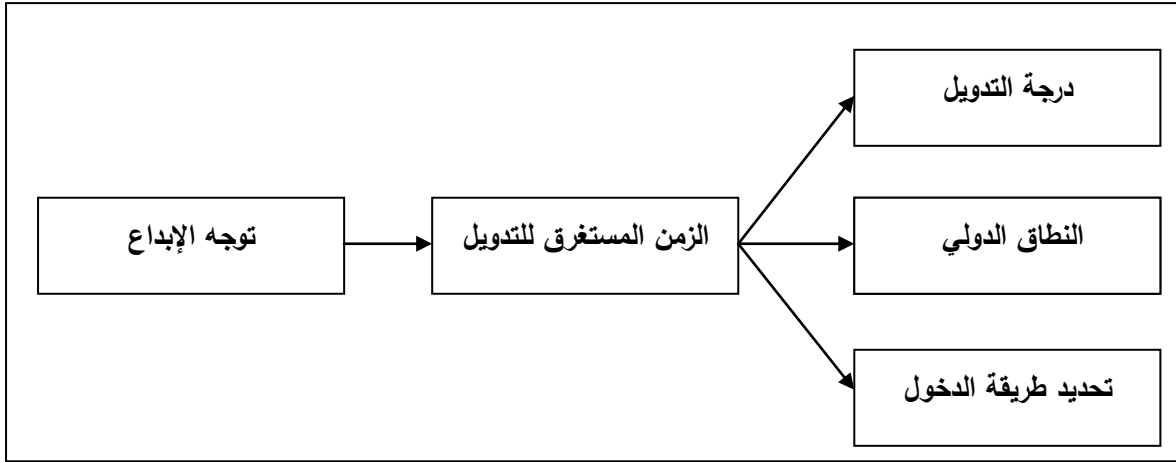 درجة التدويل
توجه الإبداع
الزمن المستغرق للتدويل
النطاق الدولي
تحديد طريقة الدخول